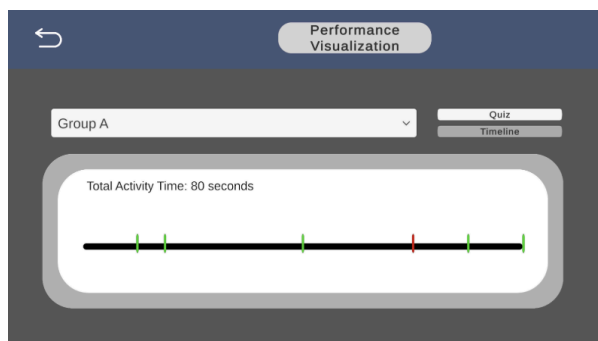 Performance
Visualization
Group A
Quiz
Timeline
Total Activity Time: 80 seconds